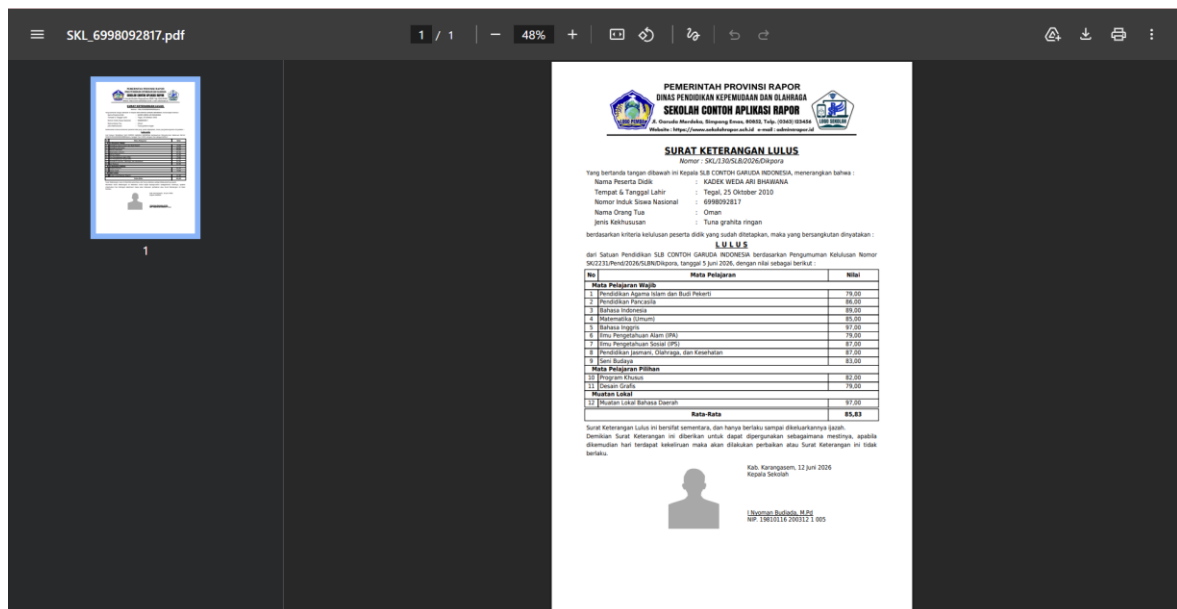 SKL_6998092817.pdf
1 / 1
48%
1
PEMERINTAH PROVINSI RAPOR
DINAS PENDIDIKAN KEPEMUDAAN DAN OLAHRAGA
SEKOLAH CONTOH APLIKASI RAPOR
Jl. Garuda Merdeka, Simpang Emas, 80852, Telp. (0363) 123456
Website : https://www.sekolahrapor.sch.id e-mail : adminrapor.id
LOGO SEKOLAH
SURAT KETERANGAN LULUS
Nomor : SKL/130/SLB/2026/Dikpora
Yang bertanda tangan dibawah ini Kepala SLB CONTOH GARUDA INDONESIA, menerangkan bahwa :
Nama Peserta Didik : KADEK WEDA ARI BHAWANA
Tempat & Tanggal Lahir : Tegal, 25 Oktober 2010
Nomor Induk Siswa Nasional : 6998092817
Nama Orang Tua : Oman
Jenis Kekhususan : Tuna grahita ringan
berdasarkan kriteria kelulusan peserta didik yang sudah ditetapkan, maka yang bersangkutan dinyatakan :
L U L U S
dari Satuan Pendidikan SLB CONTOH GARUDA INDONESIA berdasarkan Pengumuman Kelulusan Nomor
SK/2231/Pend/2026/SLBN/Dikpora, tanggal 5 Juni 2026, dengan nilai sebagai berikut :
No Mata Pelajaran Nilai
Mata Pelajaran Wajib
1 Pendidikan Agama Islam dan Budi Pekerti 79,00
2 Pendidikan Pancasila 86,00
3 Bahasa Indonesia 89,00
4 Matematika (Umum) 85,00
5 Bahasa Inggris 97,00
6 Ilmu Pengetahuan Alam (IPA) 79,00
7 Ilmu Pengetahuan Sosial (IPS) 87,00
8 Pendidikan Jasmani, Olahraga, dan Kesehatan 87,00
9 Seni Budaya 83,00
Mata Pelajaran Pilihan
10 Program Khusus 82,00
11 Desain Grafis 79,00
Muatan Lokal
12 Muatan Lokal Bahasa Daerah 97,00
Rata-Rata 85,83
Surat Keterangan Lulus ini bersifat sementara, dan hanya berlaku sampai dikeluarkannya ijazah.
Demikian Surat Keterangan ini diberikan untuk dapat dipergunakan sebagaimana mestinya, apabila
dikemudian hari terdapat kekeliruan maka akan dilakukan perbaikan atau Surat Keterangan ini tidak
berlaku.
Kab. Karangasem, 12 Juni 2026
Kepala Sekolah
I Nyoman Budiada, M.Pd
NIP. 19810116 200312 1 005